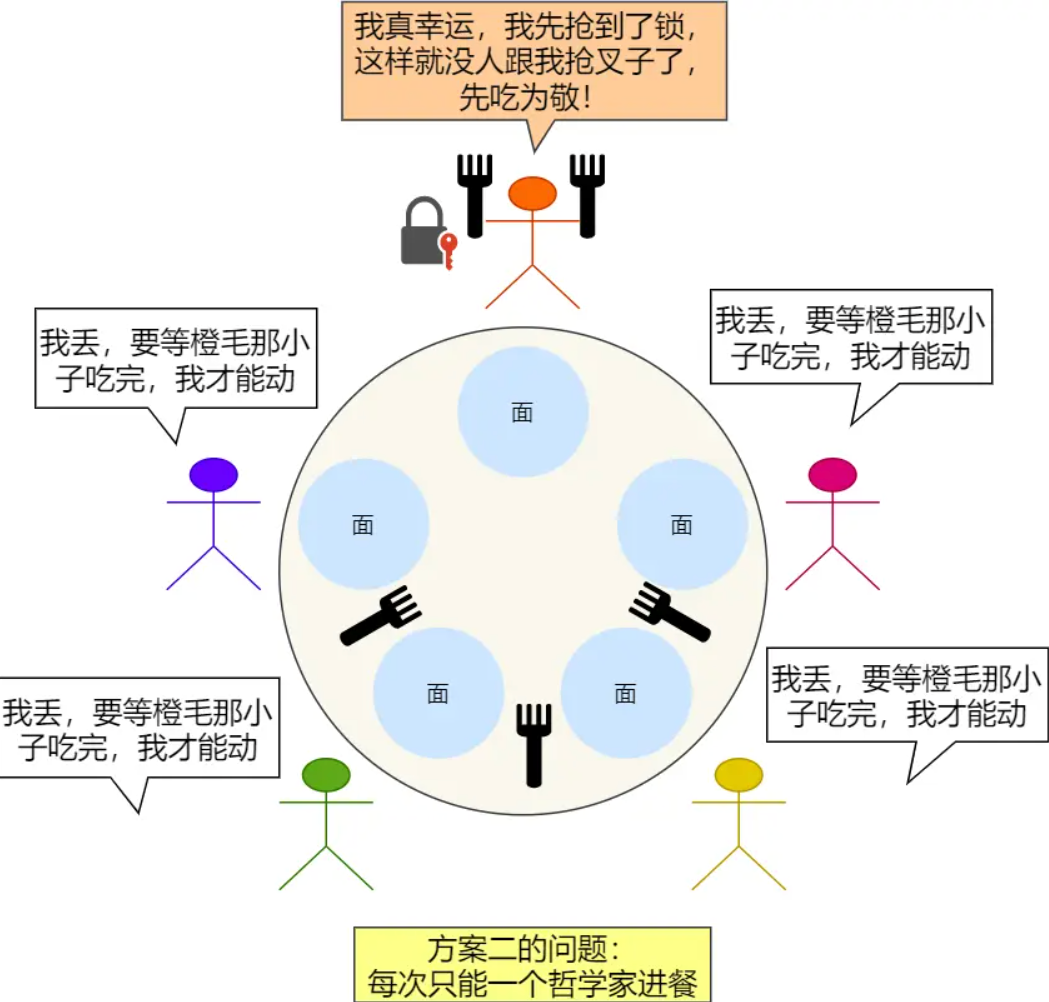 我真幸运，我先抢到了锁，
这样就没人跟我抢叉子了，
先吃为敬！
我丢，要等橙毛那小
子吃完，我才能动
我丢，要等橙毛那小
子吃完，我才能动
面
面
面
面
面
我丢，要等橙毛那小
子吃完，我才能动
我丢，要等橙毛那小
子吃完，我才能动
方案二的问题：
每次只能一个哲学家进餐